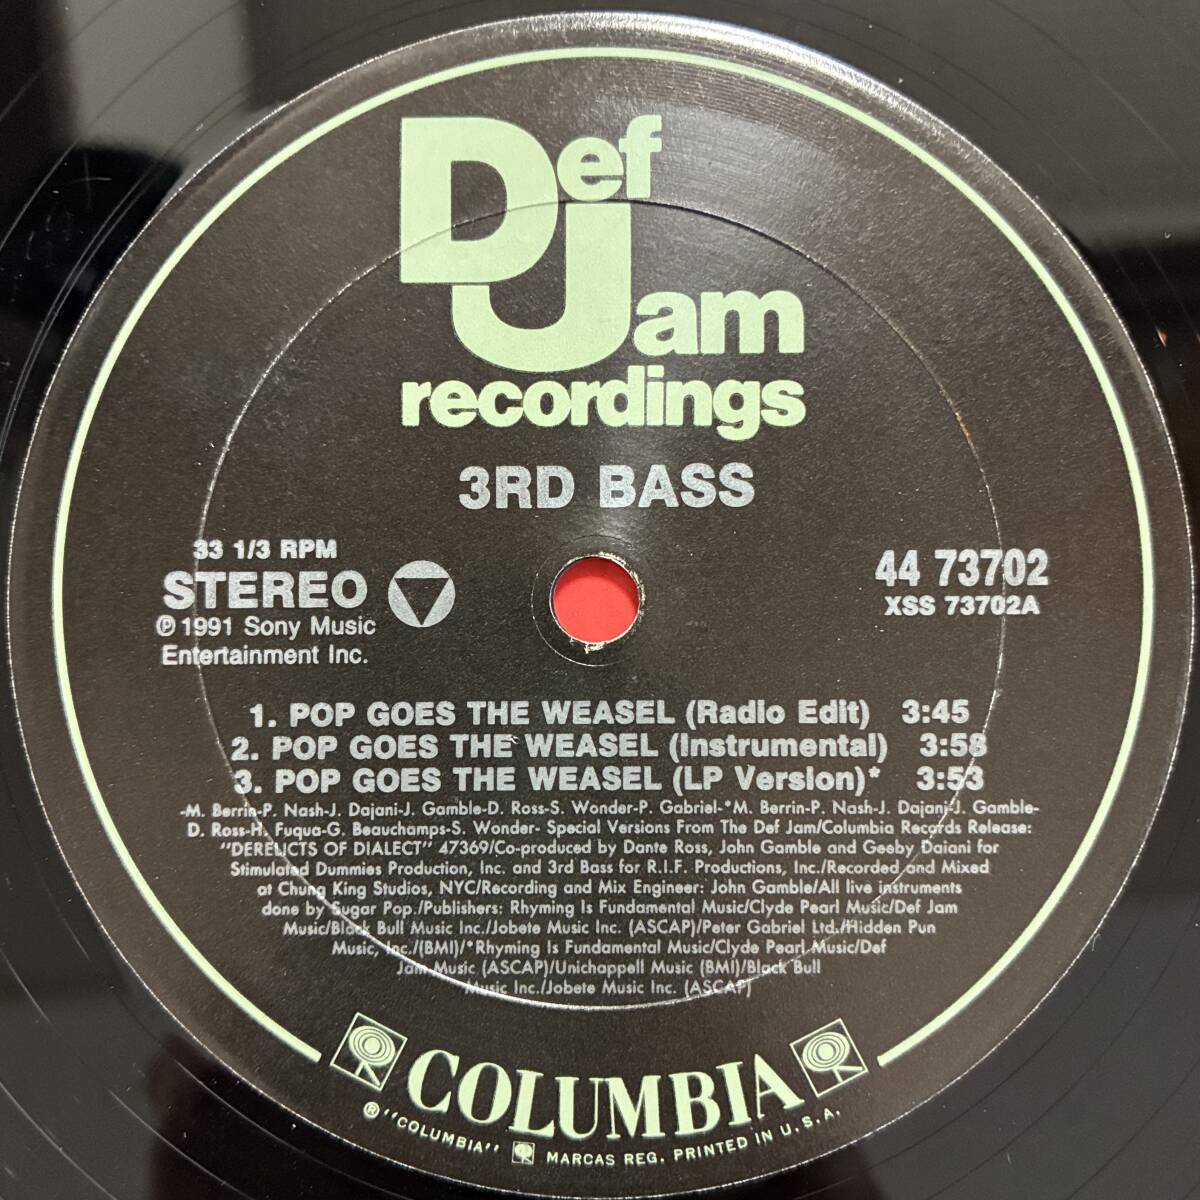 Def
Jam
recordings
3RD BASS
33 1/3 RPM
STEREO
℗ 1991 Sony Music
Entertainment Inc.
44 73702
XSS 73702A
1. POP GOES THE WEASEL (Radio Edit) 3:45
2. POP GOES THE WEASEL (Instrumental) 3:58
3. POP GOES THE WEASEL (LP Version)* 3:53
-M. Berrin-P. Nash-J. Dajani-J. Gamble-D. Ross-S. Wonder-P. Gabriel-*M. Berrin-P. Nash-J. Dajani-J. Gamble-
D. Ross-H. Fuqua-G. Beauchamps-S. Wonder- Special Versions From The Def Jam/Columbia Records Release:
"DERELICTS OF DIALECT" 47369/Co-produced by Dante Ross, John Gamble and Geeby Daiani for
Stimulated Dummies Production, Inc. and 3rd Bass for R.I.F. Productions, Inc./Recorded and Mixed
at Chung King Studios, NYC/Recording and Mix Engineer: John Gamble/All live instruments
done by Sugar Pop./Publishers: Rhyming Is Fundamental Music/Clyde Pearl Music/Def Jam
Music/Black Bull Music Inc./Jobete Music Inc. (ASCAP)/Peter Gabriel Ltd./Hidden Pun
Music, Inc./(BMI)/*Rhyming Is Fundamental Music/Clyde Pearl Music/Def
Jam Music (ASCAP)/Unichappell Music (BMI)/Black Bull
Music Inc./Jobete Music Inc. (ASCAP)
COLUMBIA
® "COLUMBIA" MARCAS REG. PRINTED IN U.S.A.